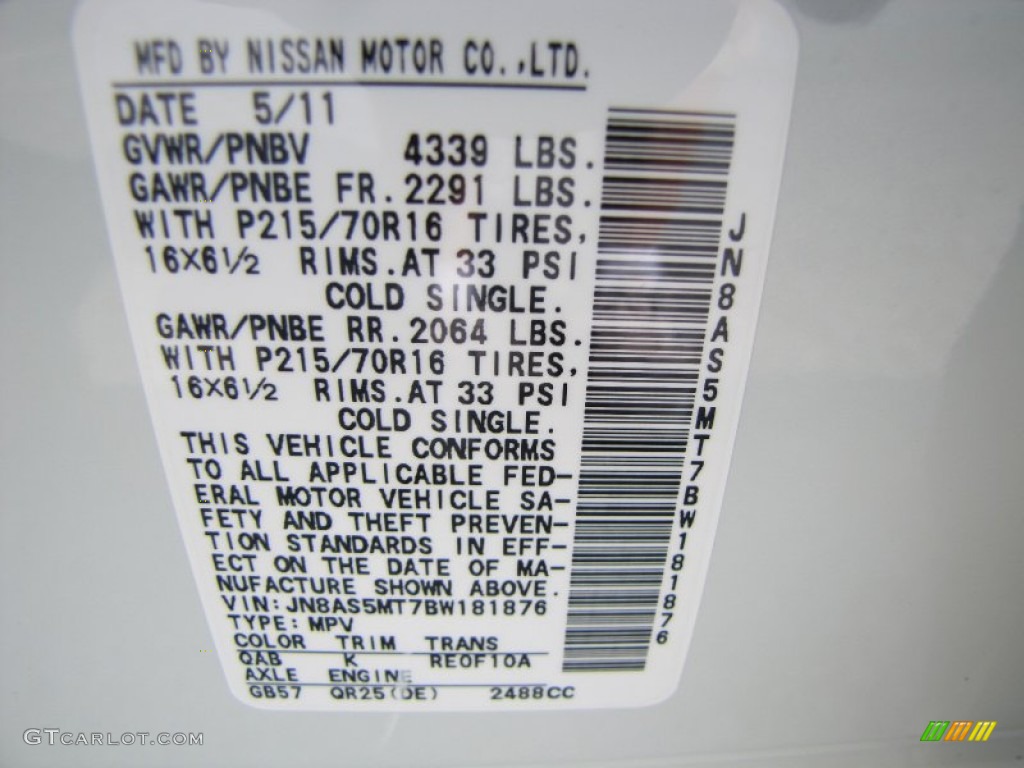 MFD BY NISSAN MOTOR CO.,LTD.
DATE 5/11
GVWR/PNBV 4339 LBS.
GAWR/PNBE FR.2291 LBS.
WITH P215/70R16 TIRES,
16X6½ RIMS.AT 33 PSI
COLD SINGLE.
GAWR/PNBE RR.2064 LBS.
WITH P215/70R16 TIRES,
16X6½ RIMS.AT 33 PSI
COLD SINGLE.
THIS VEHICLE CONFORMS
TO ALL APPLICABLE FED-
ERAL MOTOR VEHICLE SA-
FETY AND THEFT PREVEN-
TION STANDARDS IN EFF-
ECT ON THE DATE OF MA-
NUFACTURE SHOWN ABOVE.
VIN:JN8AS5MT7BW181876
TYPE:MPV
COLOR TRIM TRANS
QAB K RE0F10A
AXLE ENGINE
GB57 QR25(DE) 2488CC
JN8AS5MT7BW181876
GTCARLOT.COM